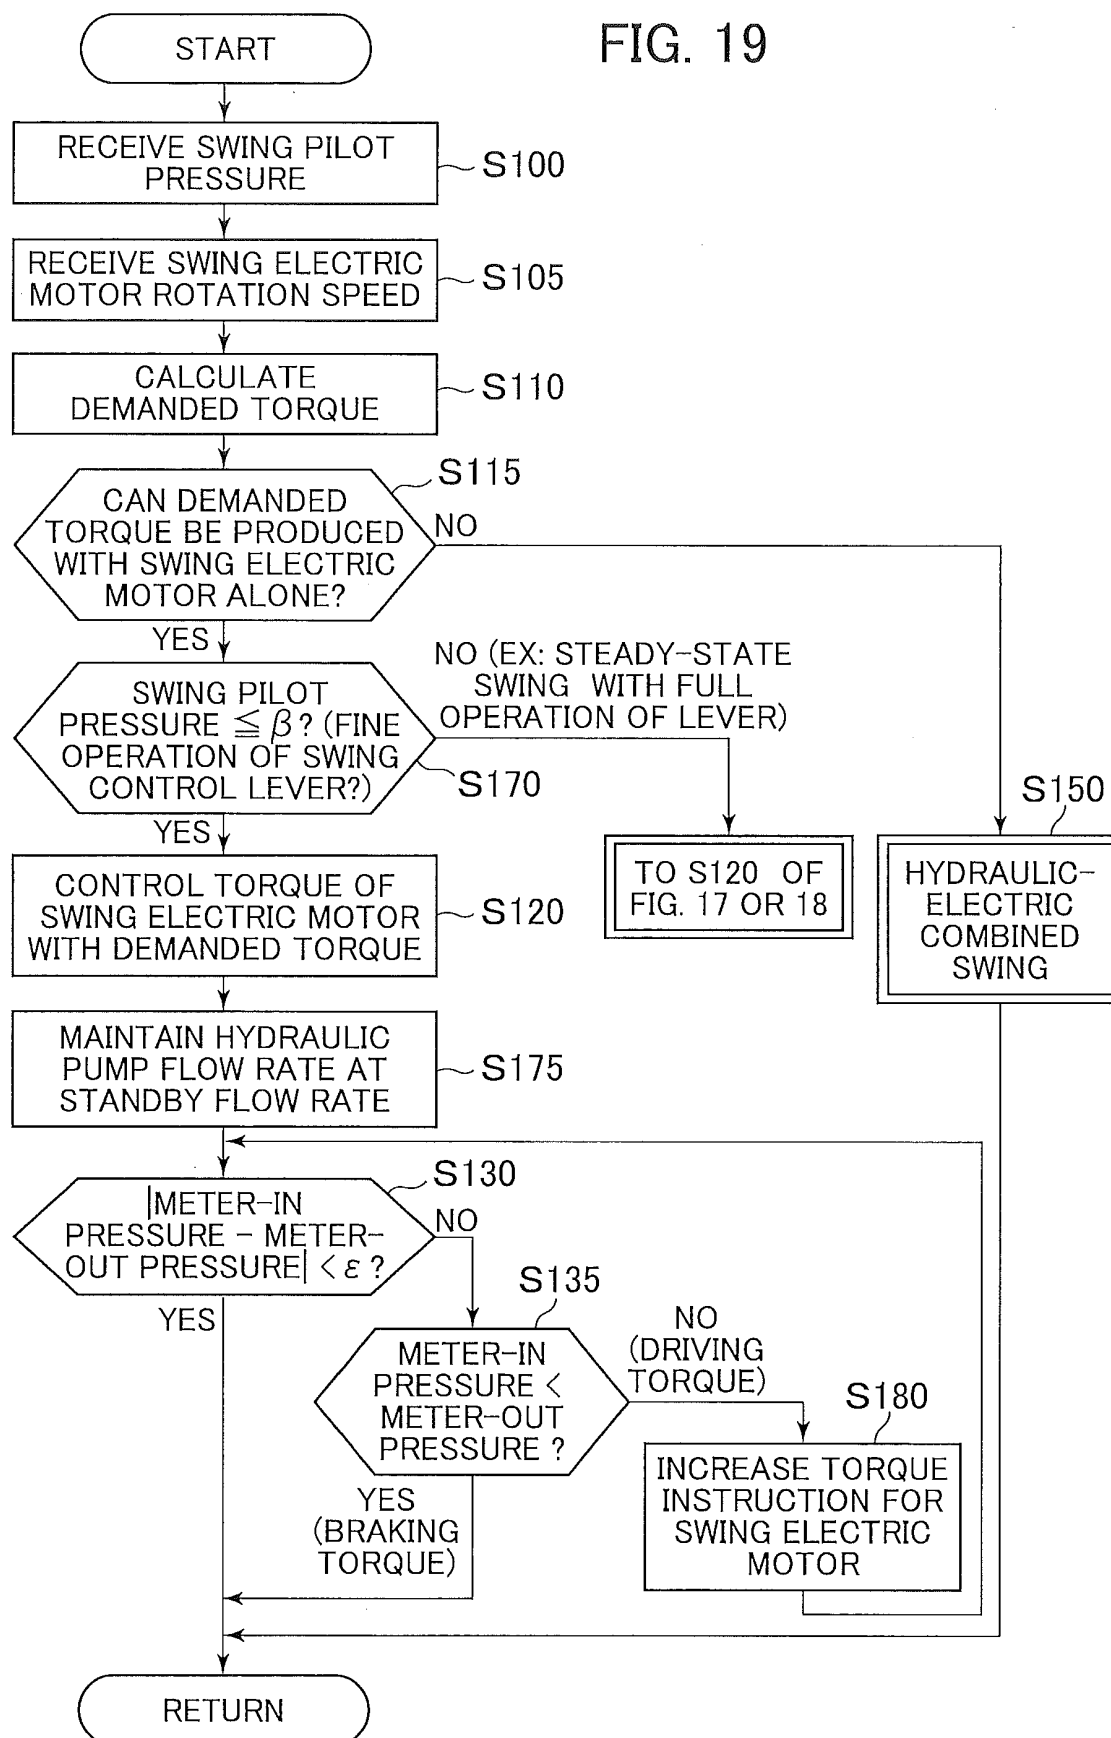 FIG. 19
START
RECEIVE SWING PILOT
PRESSURE
S100
RECEIVE SWING ELECTRIC
MOTOR ROTATION SPEED
S105
CALCULATE
DEMANDED TORQUE
S110
S115
CAN DEMANDED
TORQUE BE PRODUCED
WITH SWING ELECTRIC
MOTOR ALONE?
NO
YES
NO (EX: STEADY-STATE
SWING WITH FULL
OPERATION OF LEVER)
SWING PILOT
PRESSURE ≦ β? (FINE
OPERATION OF SWING
CONTROL LEVER?)
S170
YES
TO S120 OF
FIG. 17 OR 18
S150
HYDRAULIC-
ELECTRIC
COMBINED
SWING
CONTROL TORQUE OF
SWING ELECTRIC MOTOR
WITH DEMANDED TORQUE
S120
MAINTAIN HYDRAULIC
PUMP FLOW RATE AT
STANDBY FLOW RATE
S175
S130
|METER-IN
PRESSURE - METER-
OUT PRESSURE| < ε ?
NO
YES
S135
METER-IN
PRESSURE <
METER-OUT
PRESSURE ?
NO
(DRIVING
TORQUE)
YES
(BRAKING
TORQUE)
S180
INCREASE TORQUE
INSTRUCTION FOR
SWING ELECTRIC
MOTOR
RETURN